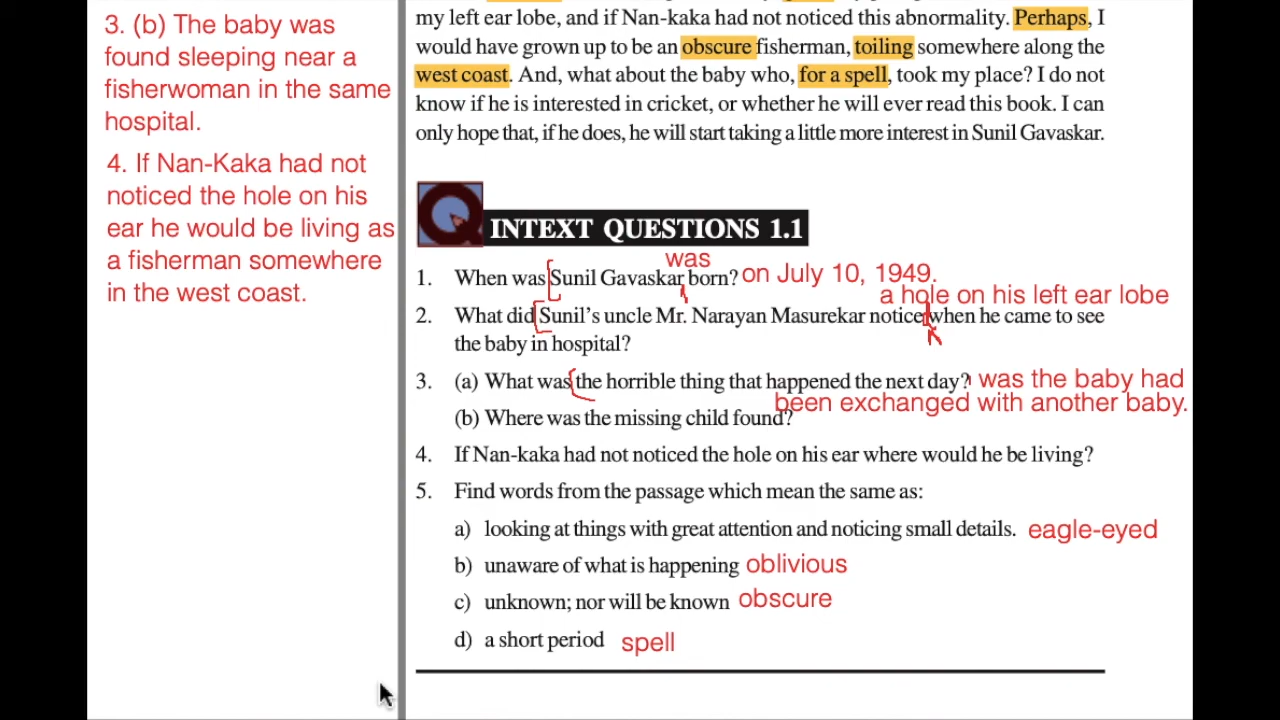 3. (b) The baby was
found sleeping near a
fisherwoman in the same
hospital.
4. If Nan-Kaka had not
noticed the hole on his
ear he would be living as
a fisherman somewhere
in the west coast.
my left ear lobe, and if Nan-kaka had not noticed this abnormality. Perhaps, I
would have grown up to be an obscure fisherman, toiling somewhere along the
west coast. And, what about the baby who, for a spell, took my place? I do not
know if he is interested in cricket, or whether he will ever read this book. I can
only hope that, if he does, he will start taking a little more interest in Sunil Gavaskar.
Q INTEXT QUESTIONS 1.1
was
1. When was Sunil Gavaskar born? on July 10, 1949.
a hole on his left ear lobe
2. What did Sunil's uncle Mr. Narayan Masurekar notice when he came to see
the baby in hospital?
3. (a) What was the horrible thing that happened the next day? was the baby had
been exchanged with another baby.
(b) Where was the missing child found?
4. If Nan-kaka had not noticed the hole on his ear where would he be living?
5. Find words from the passage which mean the same as:
a) looking at things with great attention and noticing small details. eagle-eyed
b) unaware of what is happening oblivious
c) unknown; nor will be known obscure
d) a short period spell